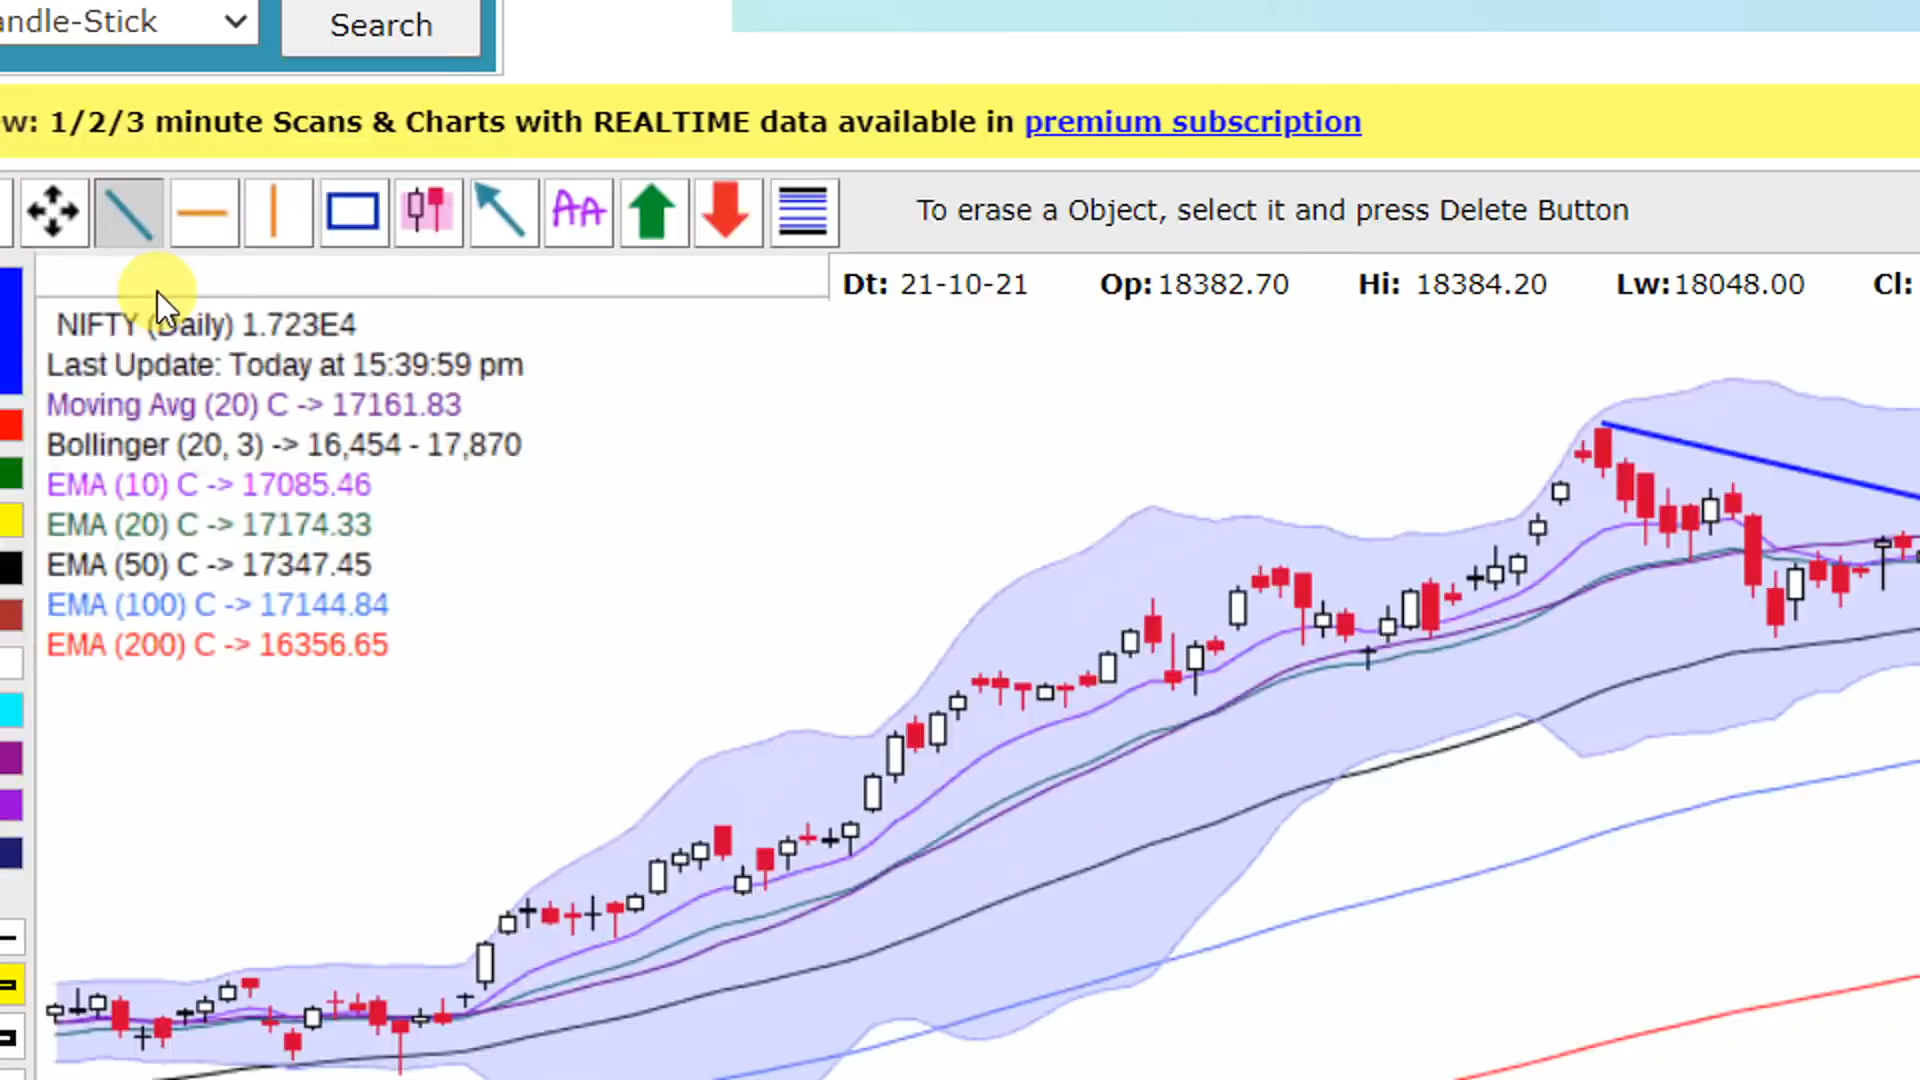 andle-Stick
Search
w: 1/2/3 minute Scans & Charts with REALTIME data available in premium subscription
AA
To erase a Object, select it and press Delete Button
Dt: 21-10-21 Op: 18382.70 Hi: 18384.20 Lw:18048.00 Cl:
NIFTY (Daily) 1.723E4
Last Update: Today at 15:39:59 pm
Moving Avg (20) C -> 17161.83
Bollinger (20, 3) -> 16,454 - 17,870
EMA (10) C -> 17085.46
EMA (20) C -> 17174.33
EMA (50) C -> 17347.45
EMA (100) C -> 17144.84
EMA (200) C -> 16356.65